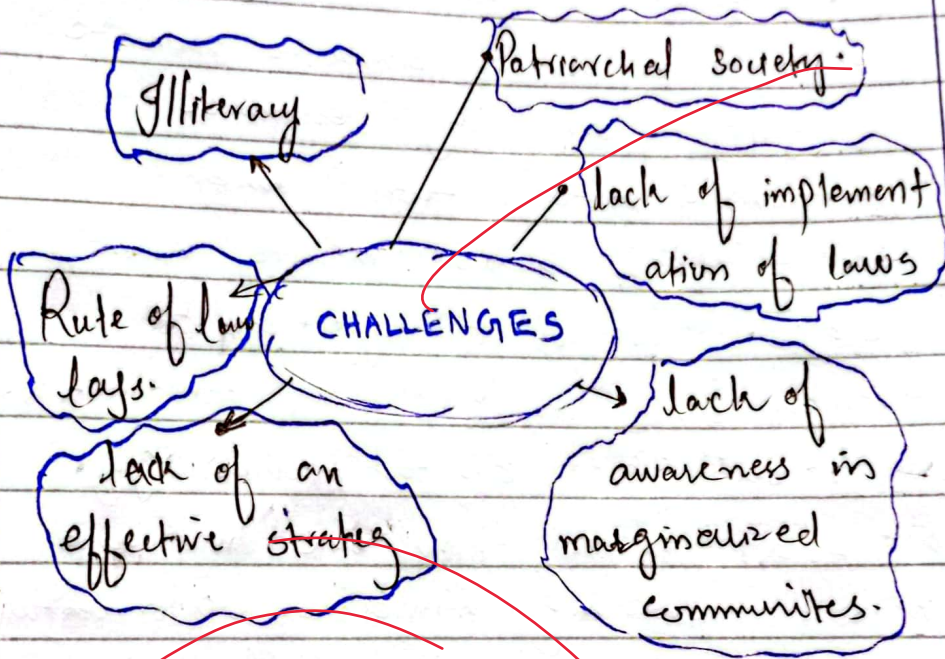 Patriarchal society.
Illiteracy
lack of implement
ation of laws
CHALLENGES
Rule of law
lags.
lack of
awareness in
marginalized
communites.
lack of an
effective strateg